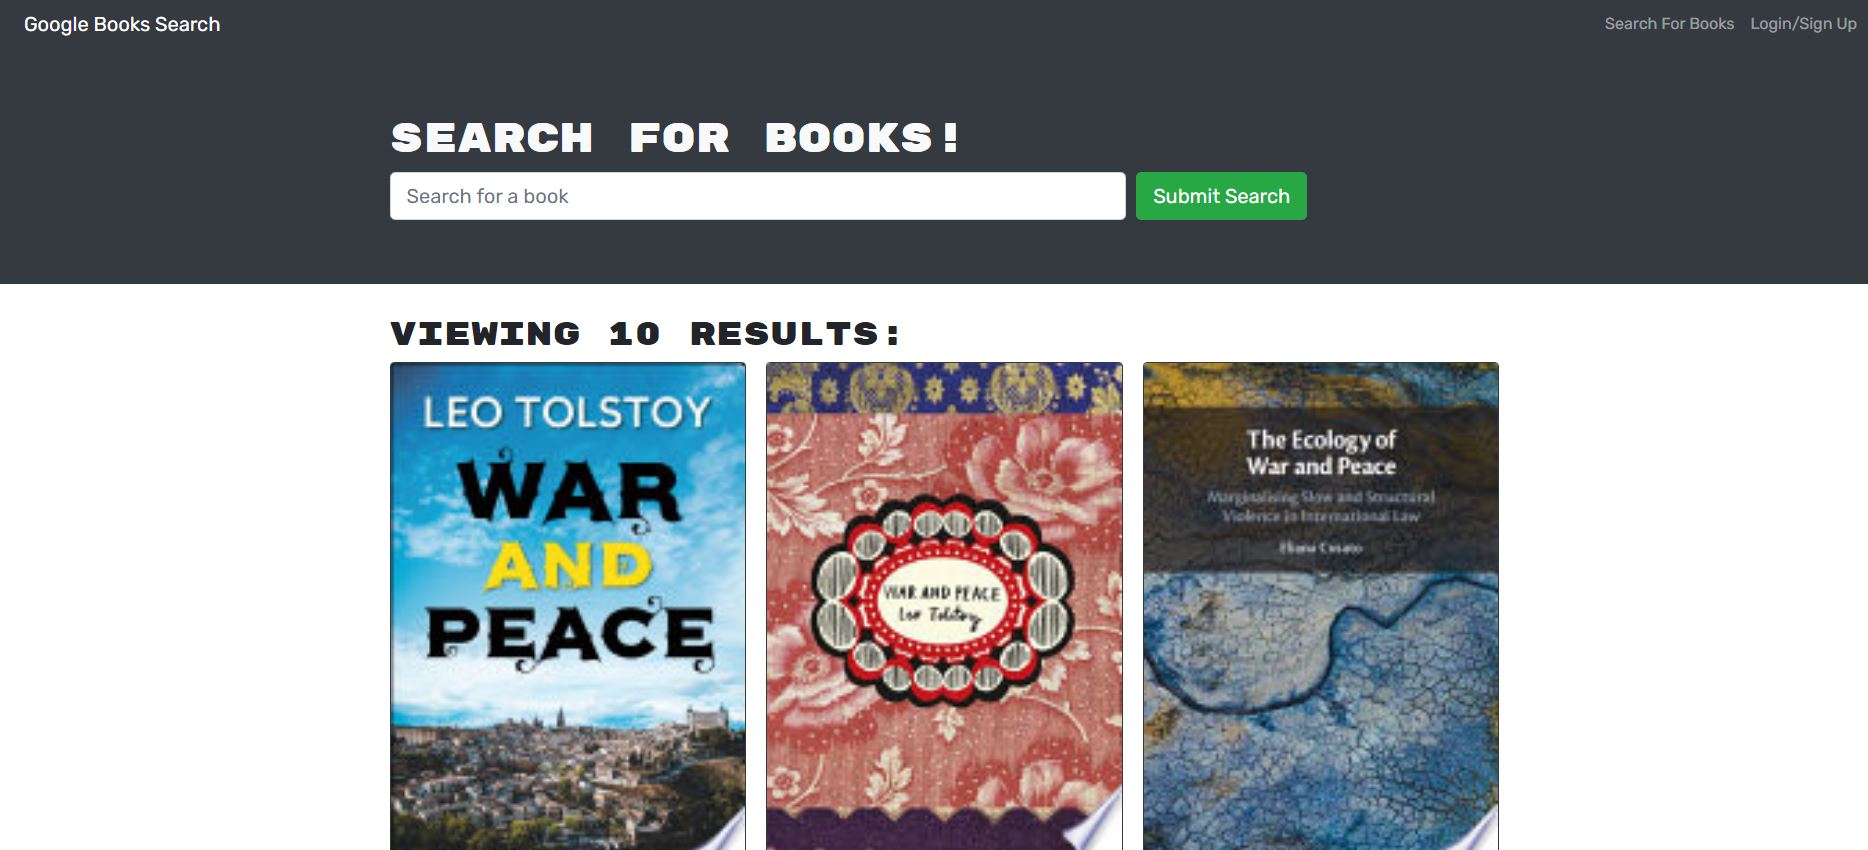 Google Books Search
Search For Books
Login/Sign Up
SEARCH FOR BOOKS!
Search for a book
Submit Search
VIEWING 10 RESULTS:
LEO TOLSTOY
WAR
AND
PEACE
WAR AND PEACE
Leo Tolstoy
The Ecology of
War and Peace
Marginalising Slow and Structural
Violence in International Law
Eliana Cusato